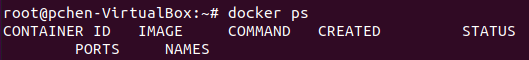 root@pchen-VirtualBox:~# docker ps
CONTAINER ID   IMAGE      COMMAND   CREATED          STATUS
         PORTS      NAMES